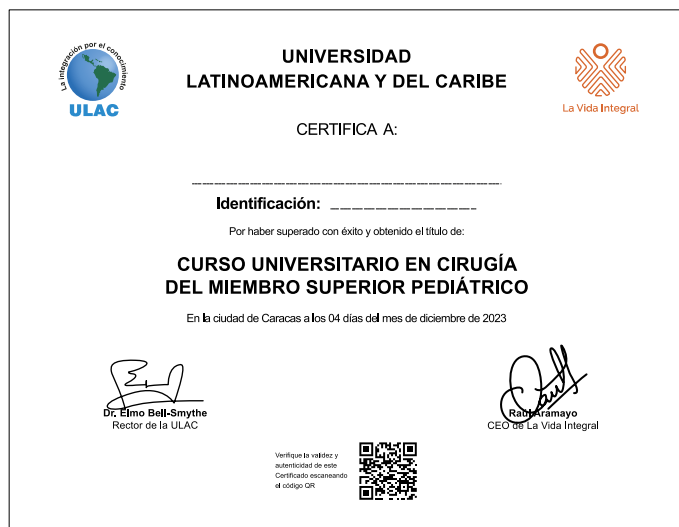 La integración por el conocimiento
ULAC
UNIVERSIDAD
LATINOAMERICANA Y DEL CARIBE
La Vida Integral
CERTIFICA A:
Identificación:
Por haber superado con éxito y obtenido el título de:
CURSO UNIVERSITARIO EN CIRUGÍA
DEL MIEMBRO SUPERIOR PEDIÁTRICO
En la ciudad de Caracas a los 04 días del mes de diciembre de 2023
Dr. Elmo Bell-Smythe
Rector de la ULAC
Raúl Aramayo
CEO de La Vida Integral
Verifique la validez y
autenticidad de este
Certificado escaneando
el código QR